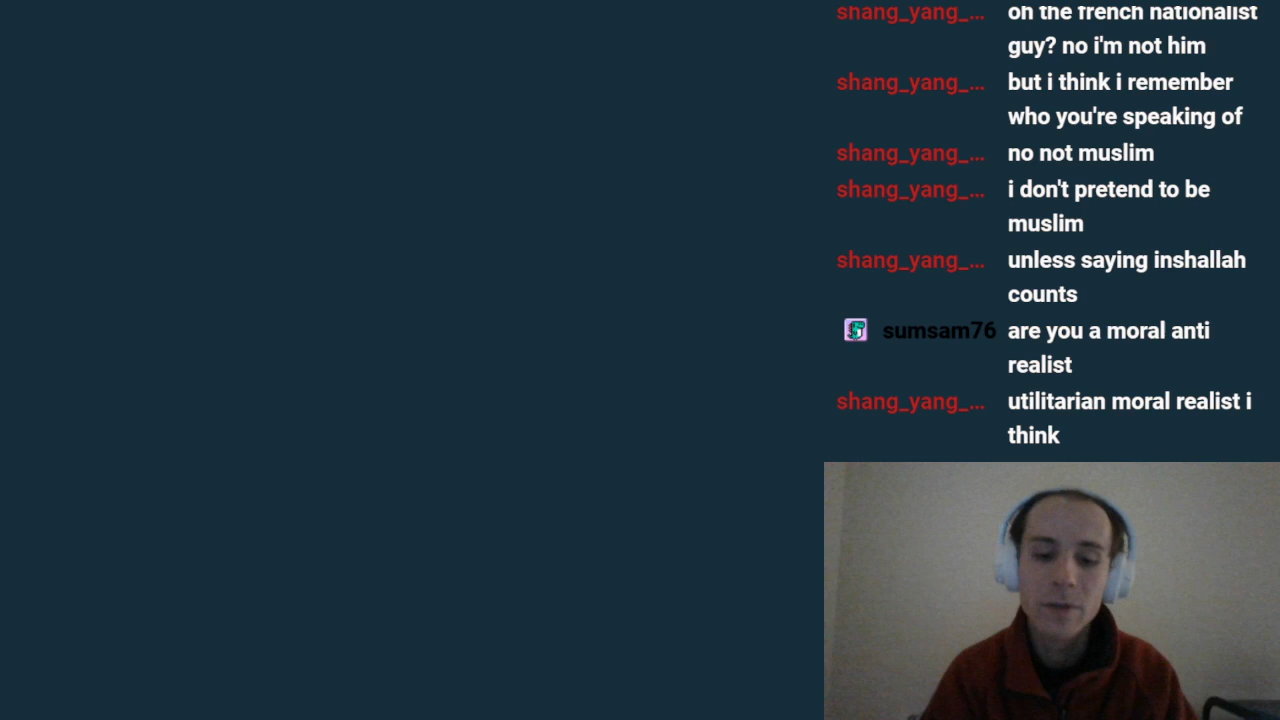 shang_yang_... oh the french nationalist
guy? no i'm not him
shang_yang_... but i think i remember
who you're speaking of
shang_yang_... no not muslim
shang_yang_... i don't pretend to be
muslim
shang_yang_... unless saying inshallah
counts
sumsam76 are you a moral anti
realist
shang_yang_... utilitarian moral realist i
think